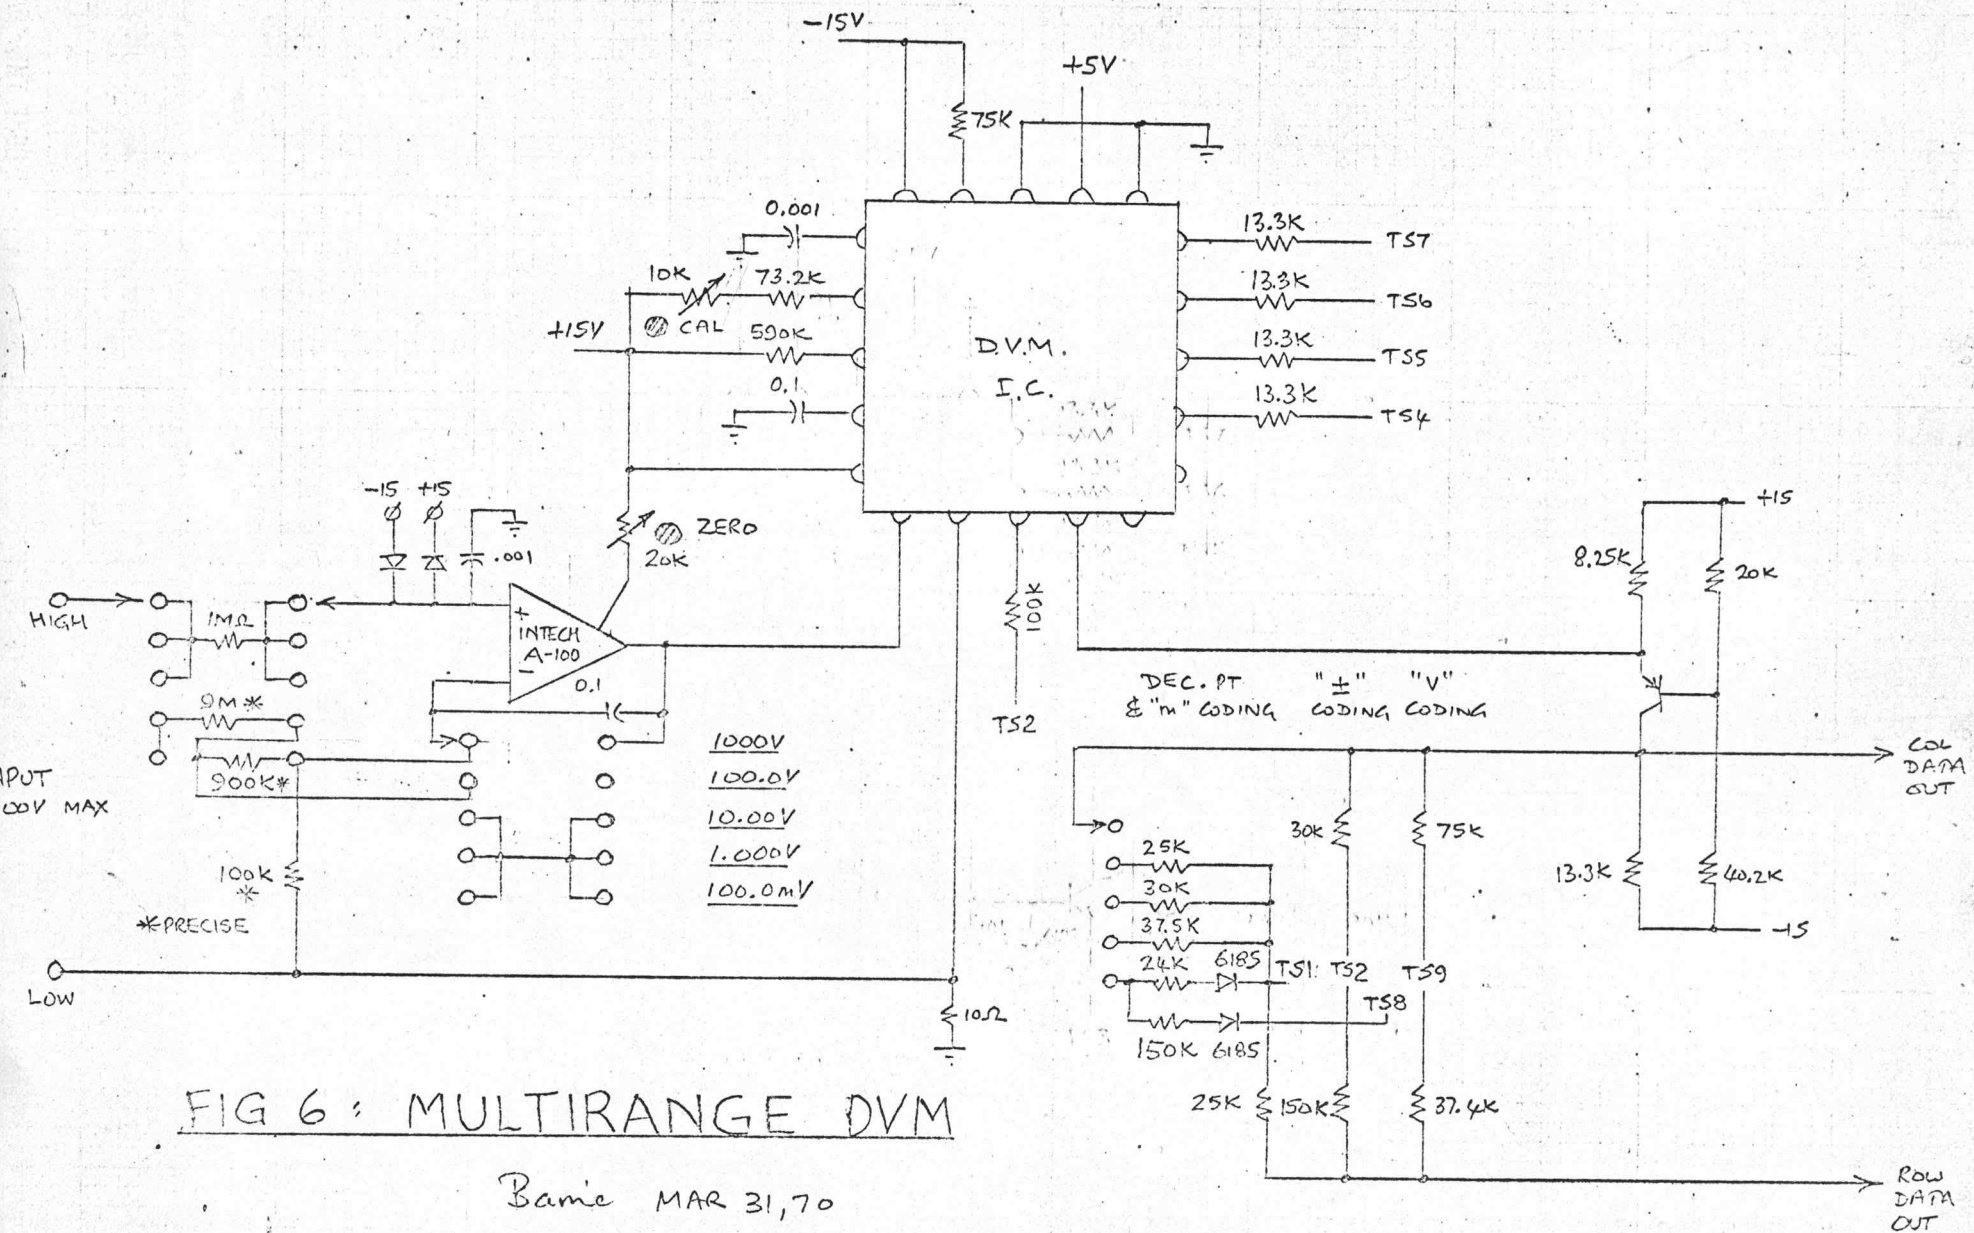 -15V
+5V
75K
0.001
10K
73.2K
CAL
+15V
590K
0.1
D.V.M.
I.C.
13.3K
TS7
13.3K
TS6
13.3K
TS5
13.3K
TS4
-15 +15
.001
ZERO
20K
HIGH
1MΩ
+
INTECH
A-100
-
0.1
100K
TS2
9M*
900K*
MAX
100K
*
*PRECISE
LOW
1000V
100.0V
10.00V
1.000V
100.0mV
10Ω
+15
8.25K
20K
DEC. PT
& "m" CODING
"±"
CODING
"V"
CODING
COL
DATA
OUT
30K
75K
25K
30K
37.5K
24K 6185
TS1 TS2 TS9
TS8
150K 6185
13.3K
40.2K
-15
25K
150K
37.4K
ROW
DATA
OUT
FIG 6: MULTIRANGE DVM
Barrie MAR 31,70